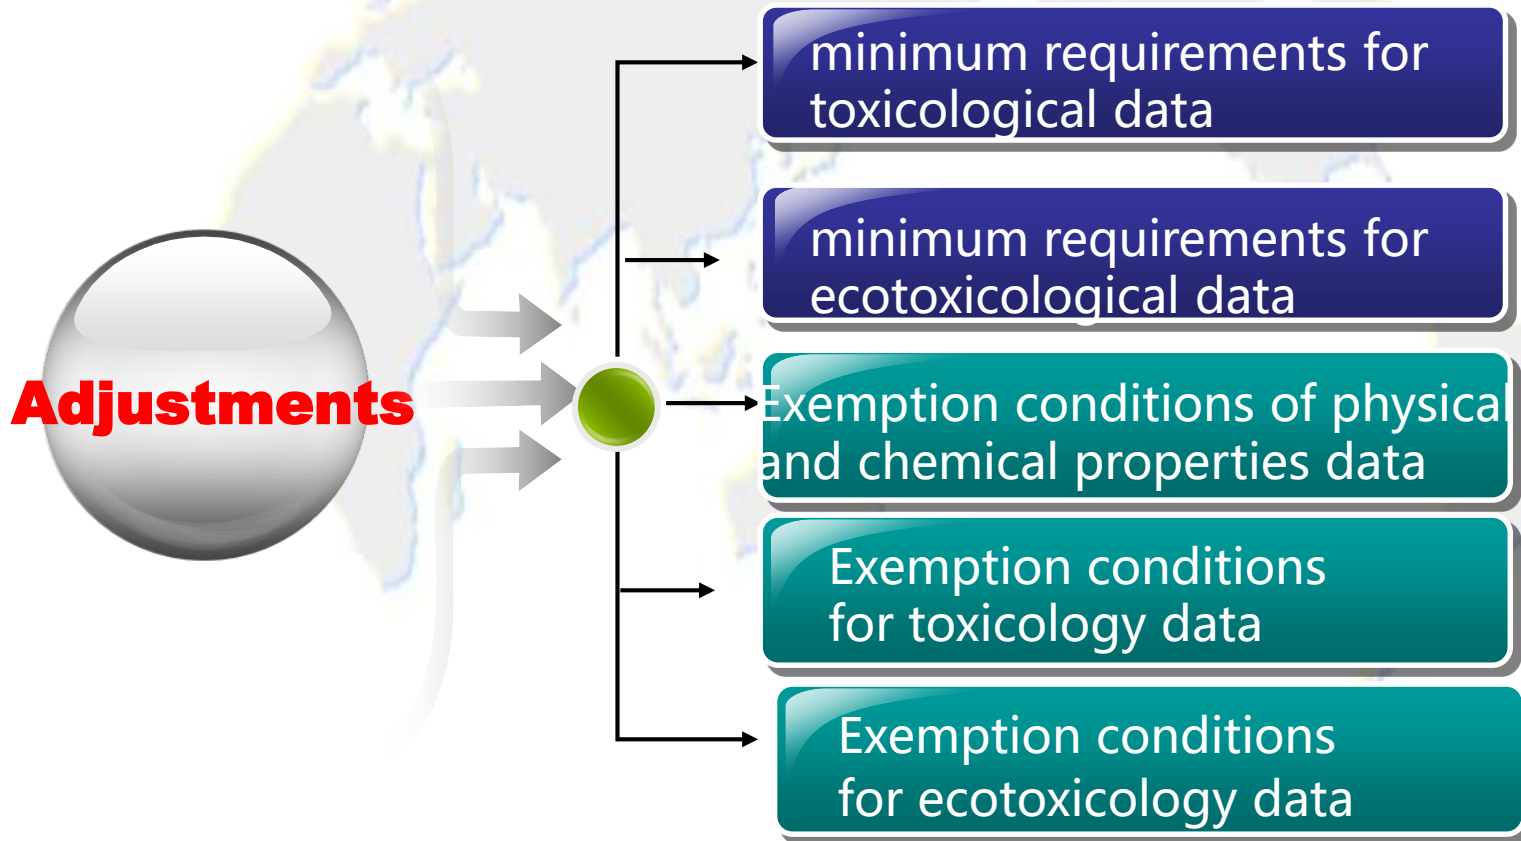 minimum requirements for
toxicological data
minimum requirements for
ecotoxicological data
Adjustments
Exemption conditions of physical
and chemical properties data
Exemption conditions
for toxicology data
Exemption conditions
for ecotoxicology data